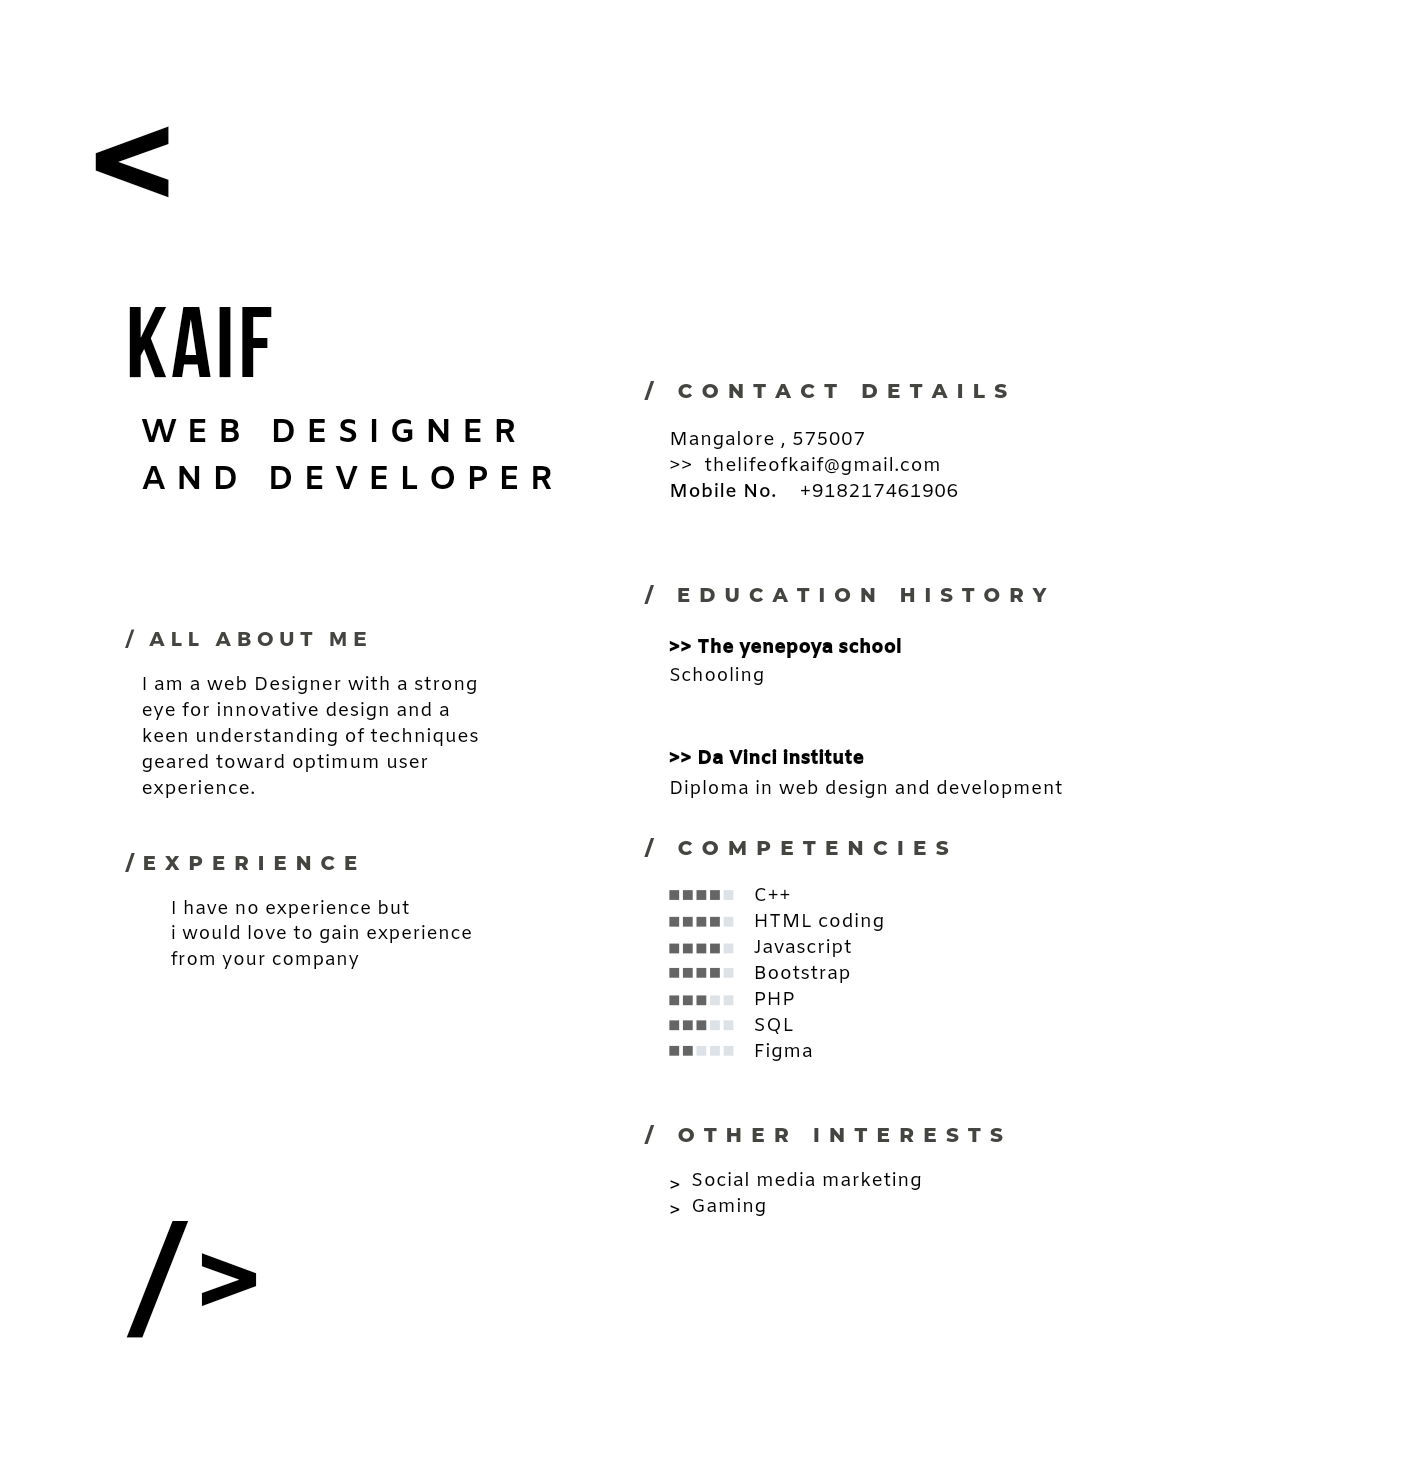 <
KAIF
WEB DESIGNER
AND DEVELOPER
/ ALL ABOUT ME
I am a web Designer with a strong
eye for innovative design and a
keen understanding of techniques
geared toward optimum user
experience.
/ EXPERIENCE
I have no experience but
i would love to gain experience
from your company
/>
/ CONTACT DETAILS
Mangalore , 575007
>> thelifeofkaif@gmail.com
Mobile No. +918217461906
/ EDUCATION HISTORY
>> The yenepoya school
Schooling
>> Da Vinci institute
Diploma in web design and development
/ COMPETENCIES
C++
HTML coding
Javascript
Bootstrap
PHP
SQL
Figma
/ OTHER INTERESTS
> Social media marketing
> Gaming